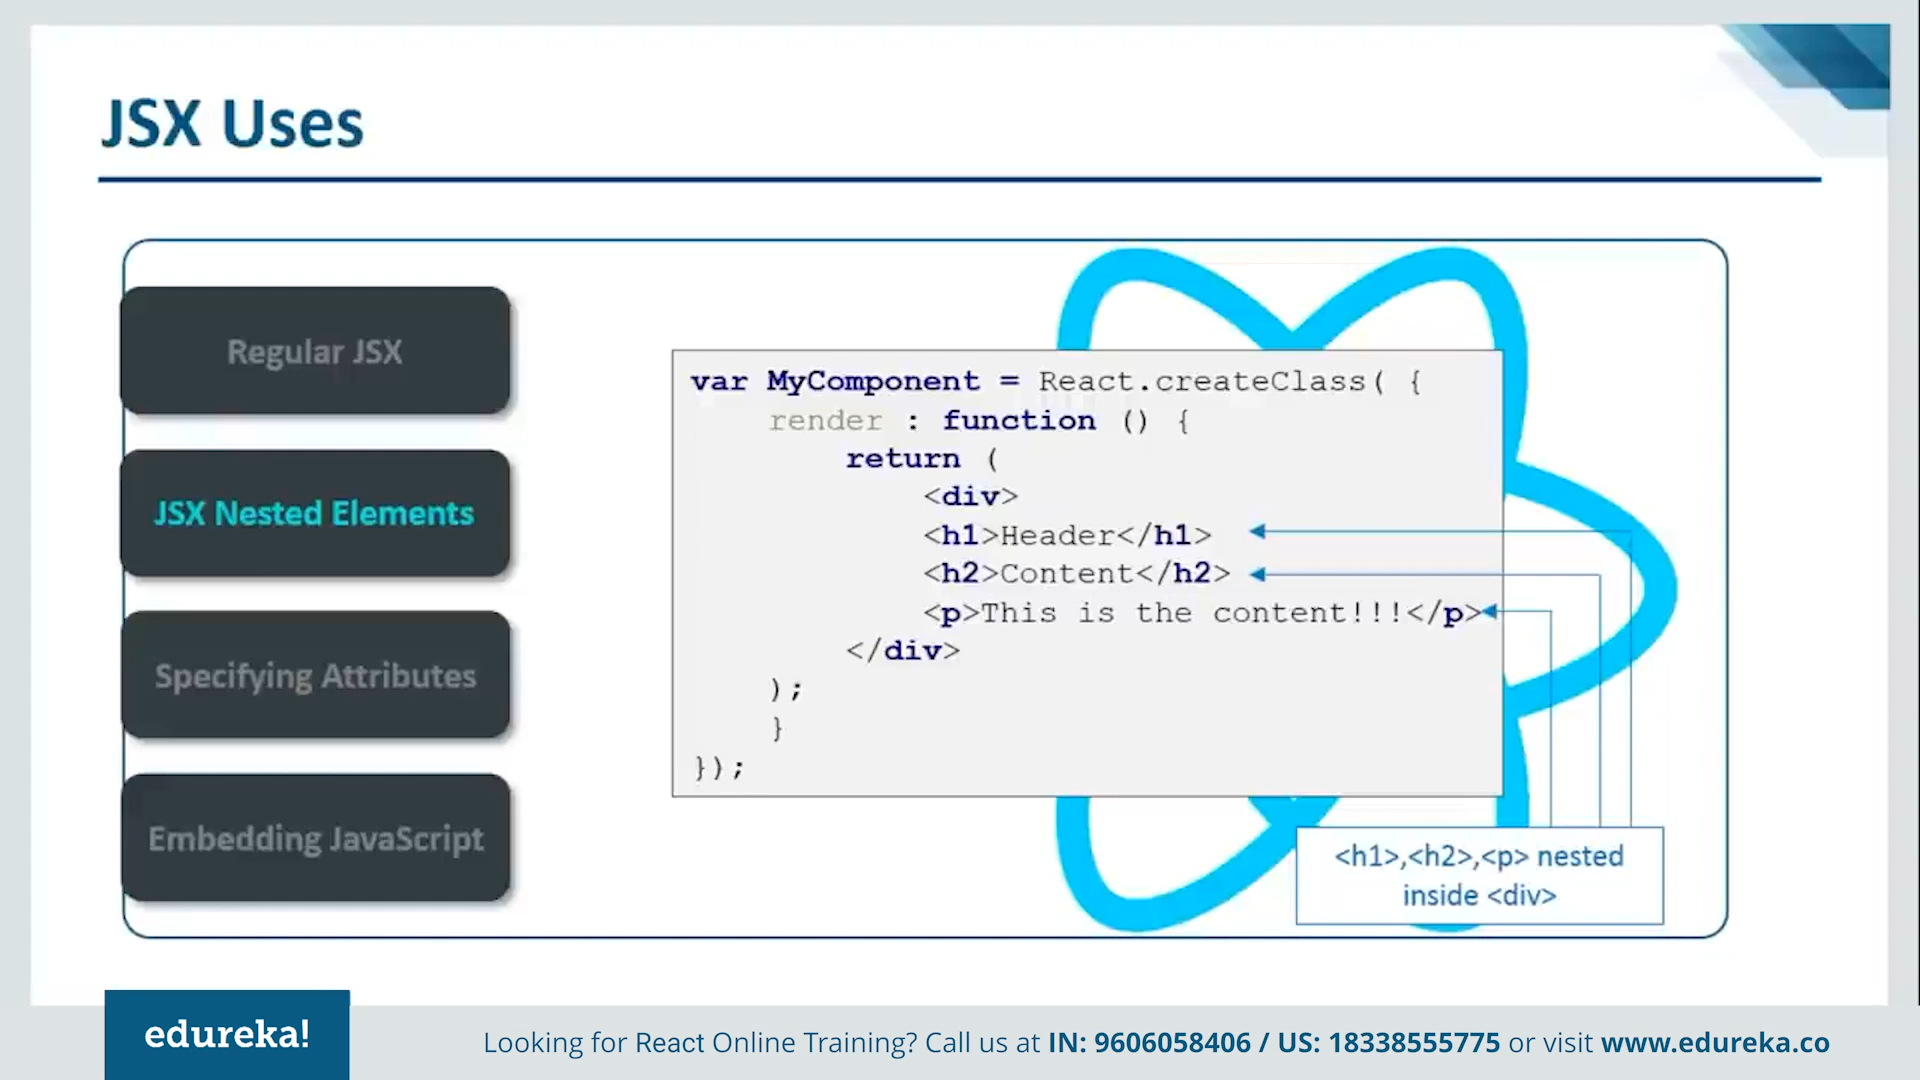 JSX Uses
Regular JSX
JSX Nested Elements
Specifying Attributes
Embedding JavaScript
var MyComponent = React.createClass( {
render : function () {
return (
<div>
<h1>Header</h1>
<h2>Content</h2>
<p>This is the content!!!</p>
</div>
);
}
});
<h1>,<h2>,<p> nested
inside <div>
edureka!
Looking for React Online Training? Call us at IN: 9606058406 / US: 18338555775 or visit www.edureka.co